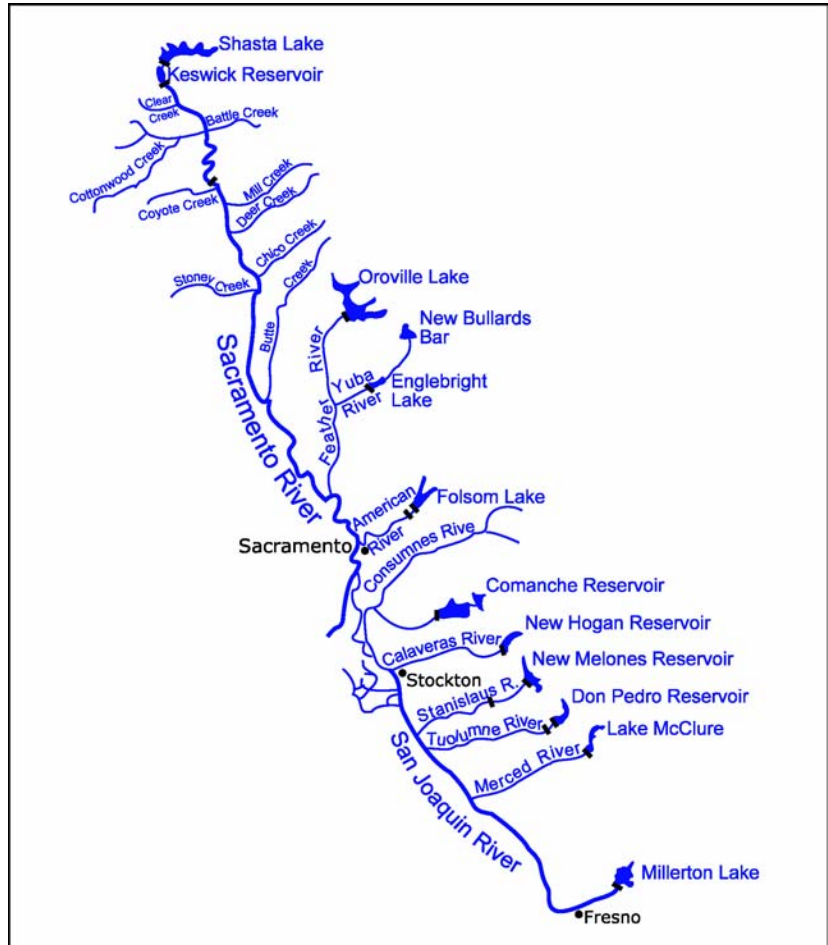 Shasta Lake
Keswick Reservoir
Clear
Creek
Battle Creek
Cottonwood Creek
Coyote Creek
Mill Creek
Deer Creek
Chico Creek
Stoney Creek
Butte Creek
Oroville Lake
New Bullards
Bar
Feather River
Yuba
River
Englebright
Lake
Sacramento River
American
River
Folsom Lake
Sacramento
Consumnes Rive
Comanche Reservoir
New Hogan Reservoir
Calaveras River
New Melones Reservoir
Stockton
Stanislaus R.
Don Pedro Reservoir
Tuolumne River
Lake McClure
Merced River
San Joaquin River
Millerton Lake
Fresno